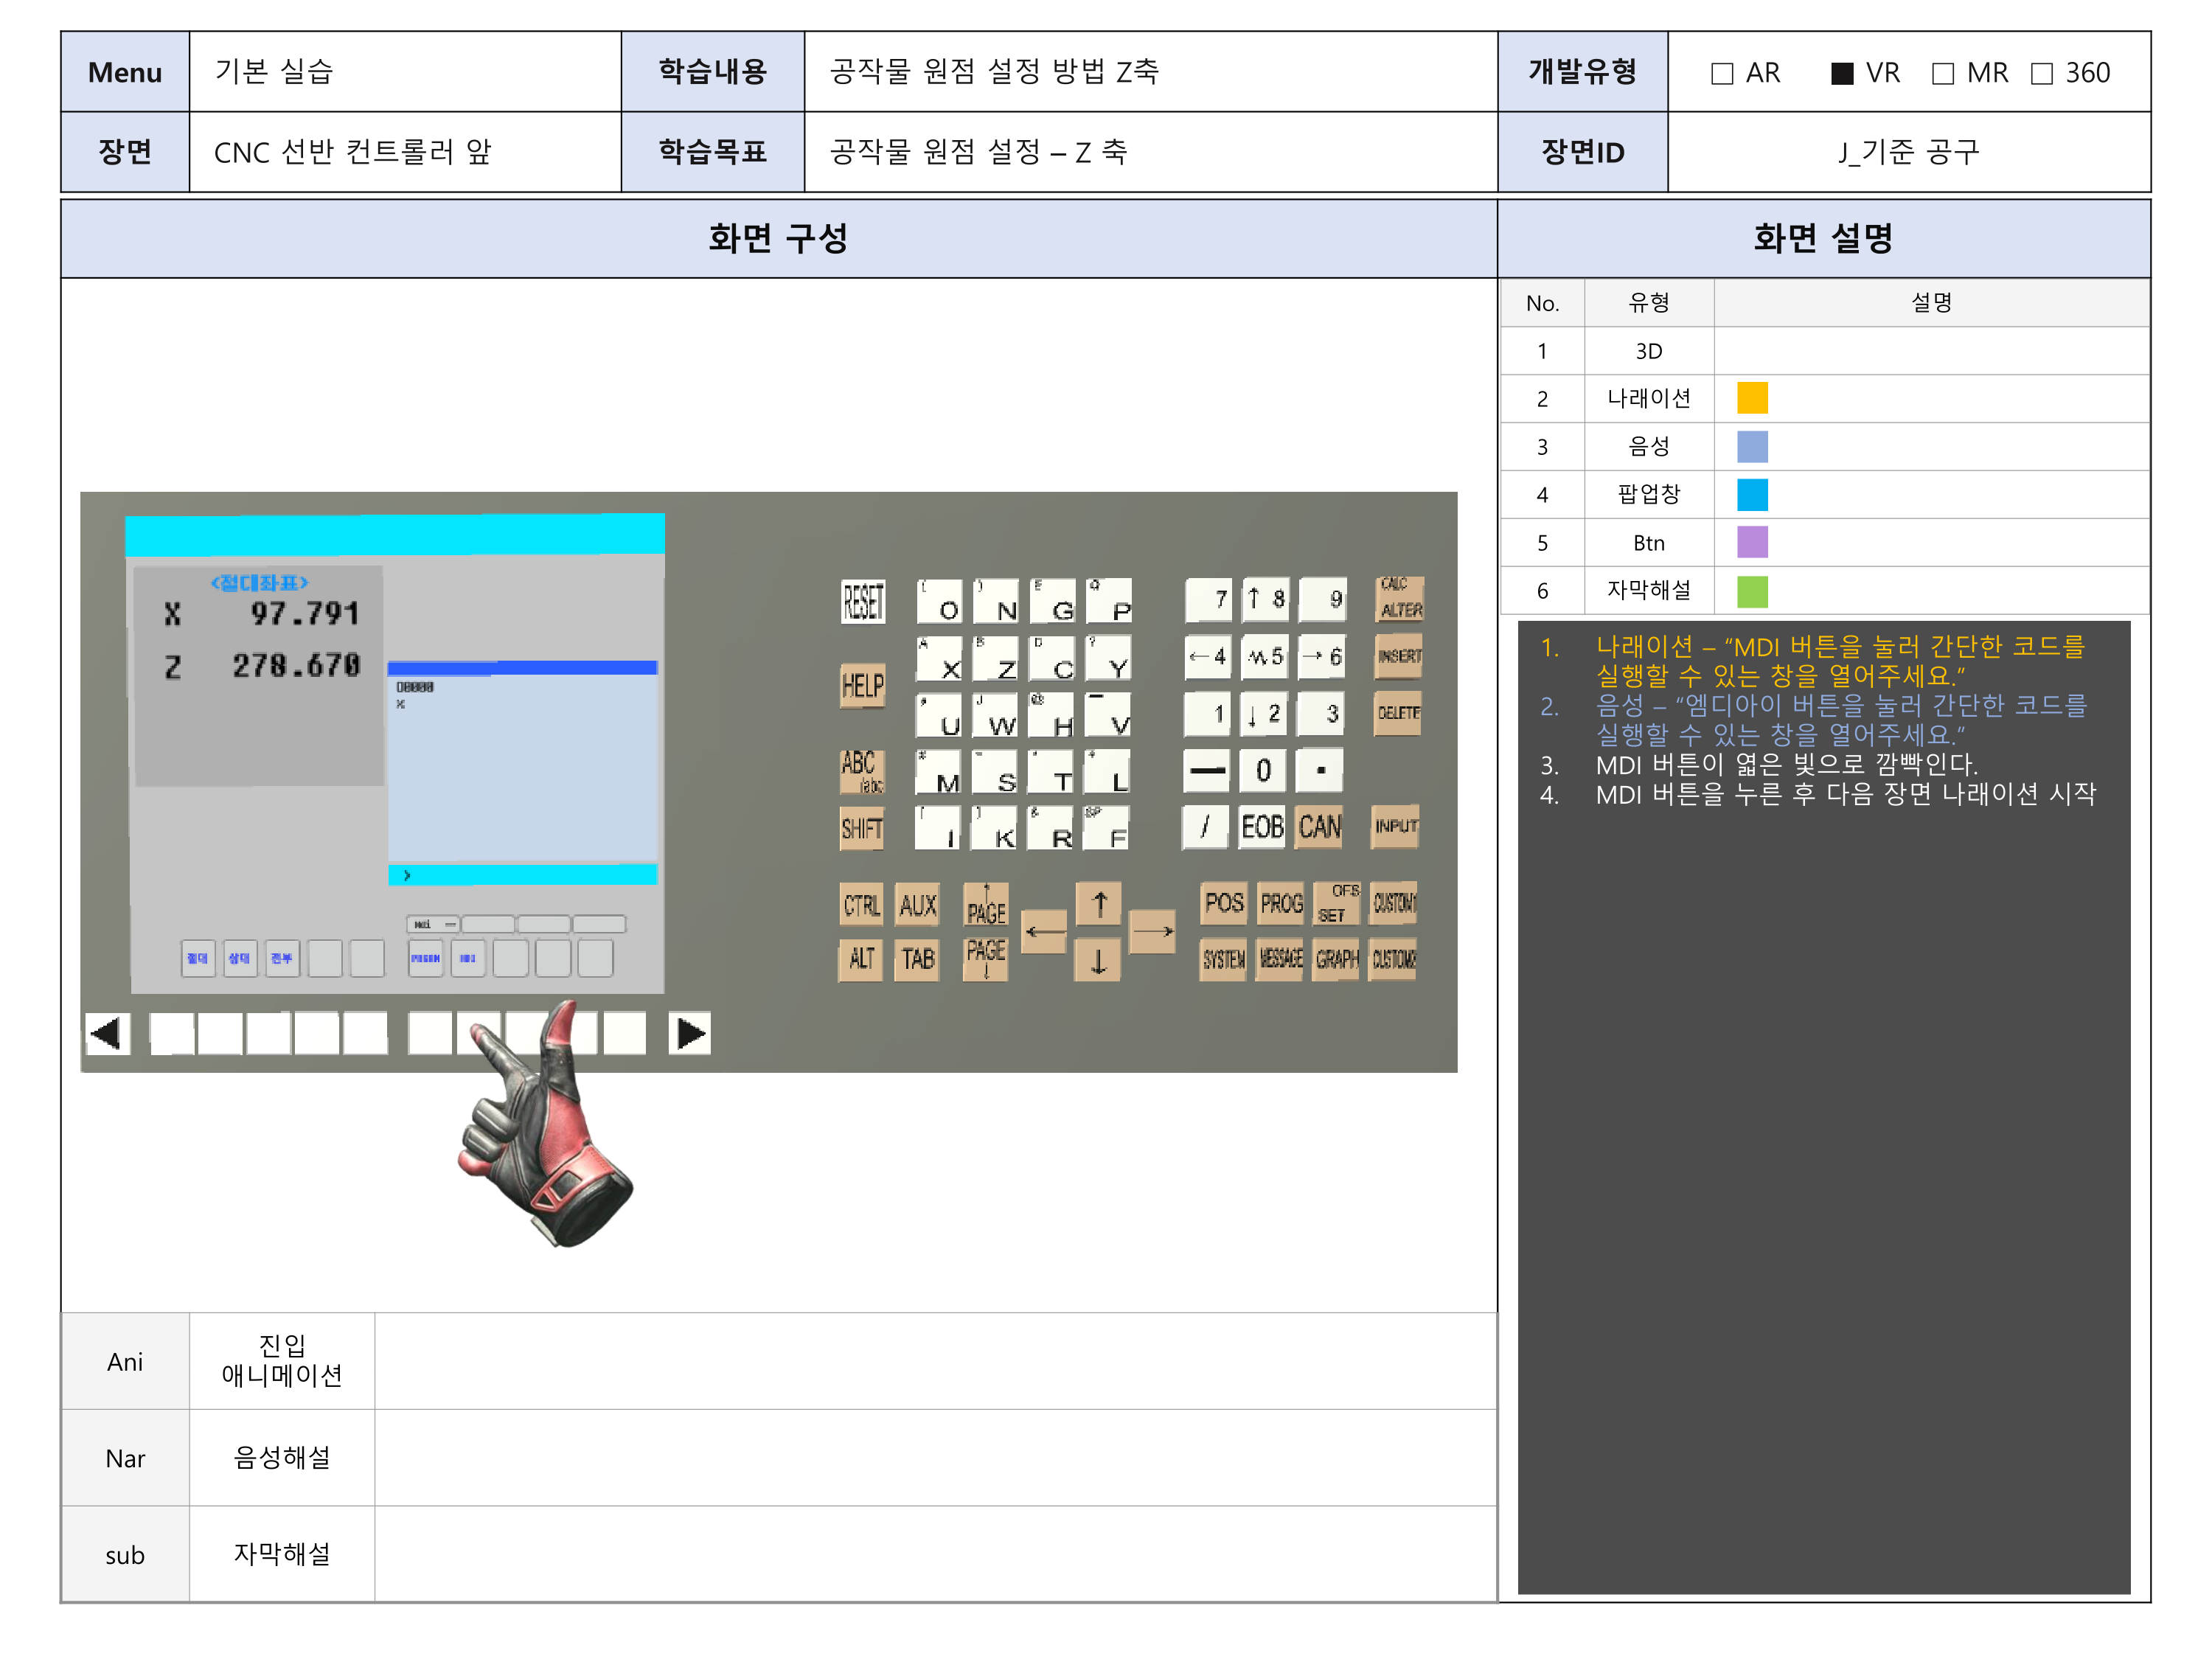 Menu 기본 실습 학습내용 공작물 원점 설정 방법 Z축 개발유형 □ AR ■ VR □ MR □ 360
장면 CNC 선반 컨트롤러 앞 학습목표 공작물 원점 설정 – Z 축 장면ID J_기준 공구
화면 구성 화면 설명
No. 유형 설명
1 3D
2 나래이션
3 음성
4 팝업창
5 Btn
6 자막해설
1. 나래이션 – “MDI 버튼을 눌러 간단한 코드를
실행할 수 있는 창을 열어주세요.”
2. 음성 – “엠디아이 버튼을 눌러 간단한 코드를
실행할 수 있는 창을 열어주세요.”
3. MDI 버튼이 엷은 빛으로 깜빡인다.
4. MDI 버튼을 누른 후 다음 장면 나래이션 시작
<절대좌표>
X 97.791
Z 278.670
>
절대 상대 전부
RESET O N G P 7 ↑ 8 9 CALC ALTER
HELP X Z C Y ← 4 5 → 6 INSERT
U W H V 1 ↓ 2 3 DELETE
ABC /abc M S T L — 0 .
SHIFT I K R F / EOB CAN INPUT
CTRL AUX ↑ PAGE ↑ POS PROG OFS SET CUSTOM1
← →
ALT TAB PAGE ↓ ↓ SYSTEM MESSAGE GRAPH CUSTOM2
Ani 진입
애니메이션
Nar 음성해설
sub 자막해설